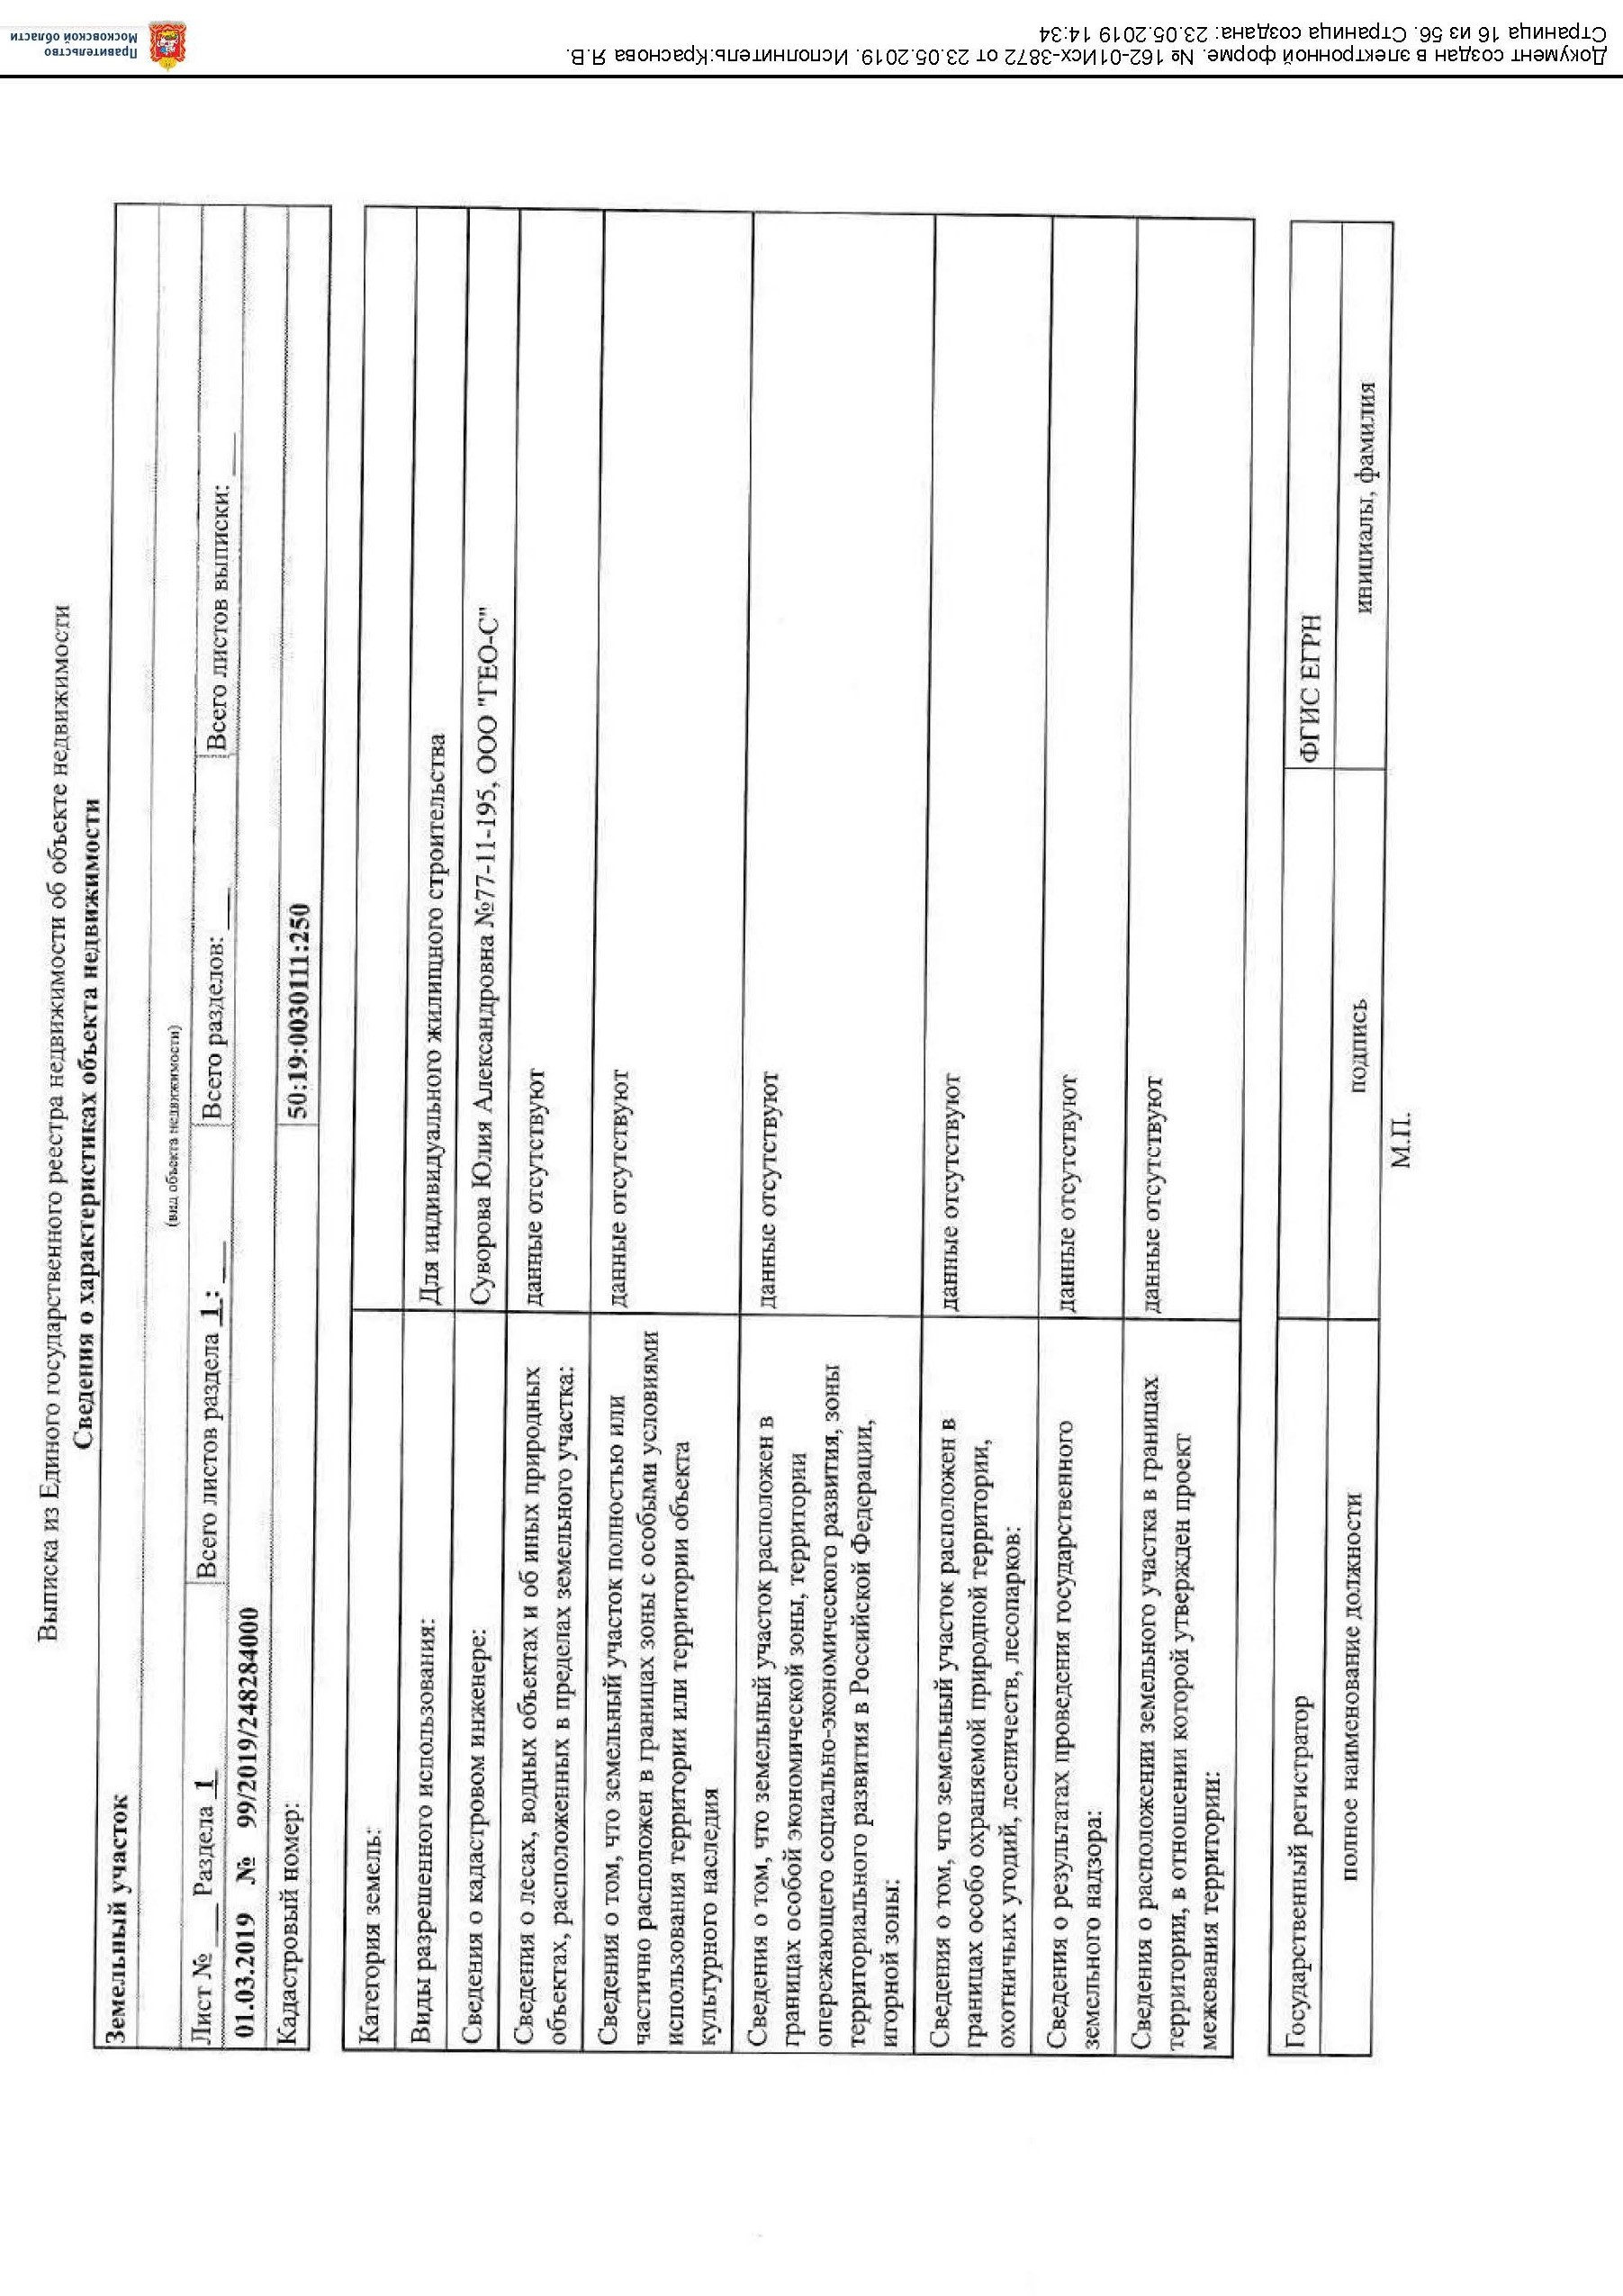 Документ создан в электронной форме. № 162-01Исх-3872 от 23.05.2019. Исполнитель:Краснова Я.В.
Страница 16 из 56. Страница создана: 23.05.2019 14:34
Правительство
Московской области
Выписка из Единого государственного реестра недвижимости об объекте недвижимости
Сведения о характеристиках объекта недвижимости
Земельный участок
(вид объекта недвижимости)
Лист № ___ Раздела 1 Всего листов раздела 1: ___ Всего разделов: ___ Всего листов выписки: ___
01.03.2019 № 99/2019/248284000
Кадастровый номер: 50:19:0030111:250
Категория земель:
Виды разрешенного использования: Для индивидуального жилищного строительства
Сведения о кадастровом инженере: Суворова Юлия Александровна №77-11-195, ООО "ГЕО-С"
Сведения о лесах, водных объектах и об иных природных
объектах, расположенных в пределах земельного участка:
данные отсутствуют
Сведения о том, что земельный участок полностью или
частично расположен в границах зоны с особыми условиями
использования территории или территории объекта
культурного наследия
данные отсутствуют
Сведения о том, что земельный участок расположен в
границах особой экономической зоны, территории
опережающего социально-экономического развития, зоны
территориального развития в Российской Федерации,
игорной зоны:
данные отсутствуют
Сведения о том, что земельный участок расположен в
границах особо охраняемой природной территории,
охотничьих угодий, лесничеств, лесопарков:
данные отсутствуют
Сведения о результатах проведения государственного
земельного надзора:
данные отсутствуют
Сведения о расположении земельного участка в границах
территории, в отношении которой утвержден проект
межевания территории:
данные отсутствуют
Государственный регистратор ФГИС ЕГРН
полное наименование должности подпись инициалы, фамилия
М.П.